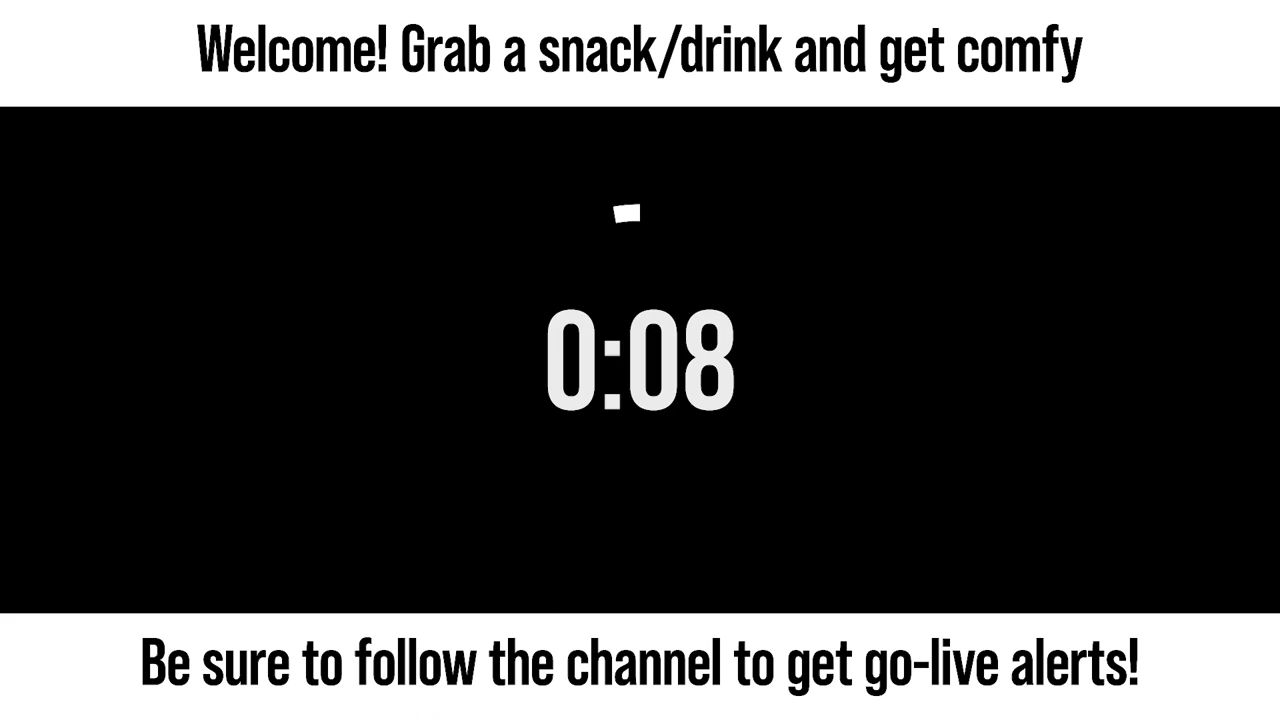 Welcome! Grab a snack/drink and get comfy
0:08
Be sure to follow the channel to get go-live alerts!